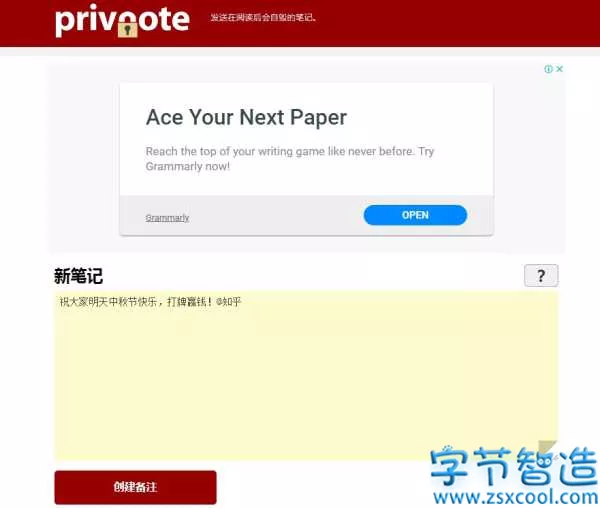 privnote
发送在阅读后会自毁的笔记。
Ace Your Next Paper
Reach the top of your writing game like never before. Try
Grammarly now!
Grammarly
OPEN
新笔记
?
祝大家明天中秋节快乐，打牌赢钱！@知乎
创建备注
字节智造
www.zsxcool.com